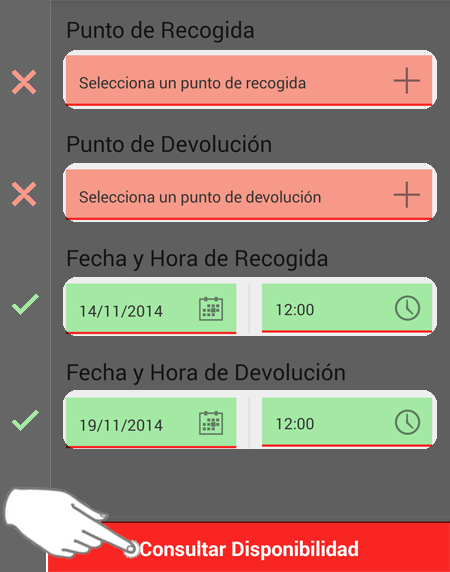 Punto de Recogida
Selecciona un punto de recogida
Punto de Devolución
Selecciona un punto de devolución
Fecha y Hora de Recogida
14/11/2014 12:00
Fecha y Hora de Devolución
19/11/2014 12:00
Consultar Disponibilidad